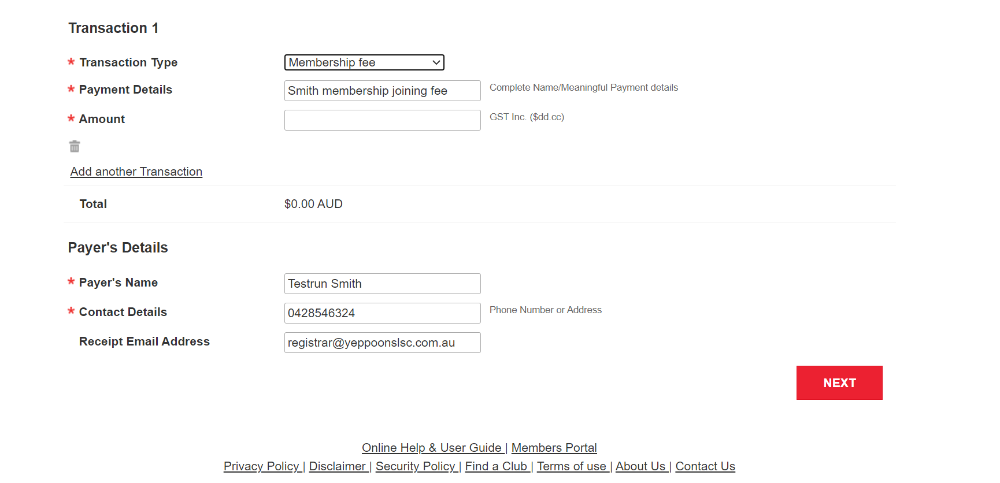 Transaction 1
* Transaction Type Membership fee
* Payment Details Smith membership joining fee Complete Name/Meaningful Payment details
* Amount GST Inc. ($dd.cc)
Add another Transaction
Total $0.00 AUD
Payer's Details
* Payer's Name Testrun Smith
* Contact Details 0428546324 Phone Number or Address
Receipt Email Address registrar@yeppoonslsc.com.au
NEXT
Online Help & User Guide | Members Portal
Privacy Policy | Disclaimer | Security Policy | Find a Club | Terms of use | About Us | Contact Us